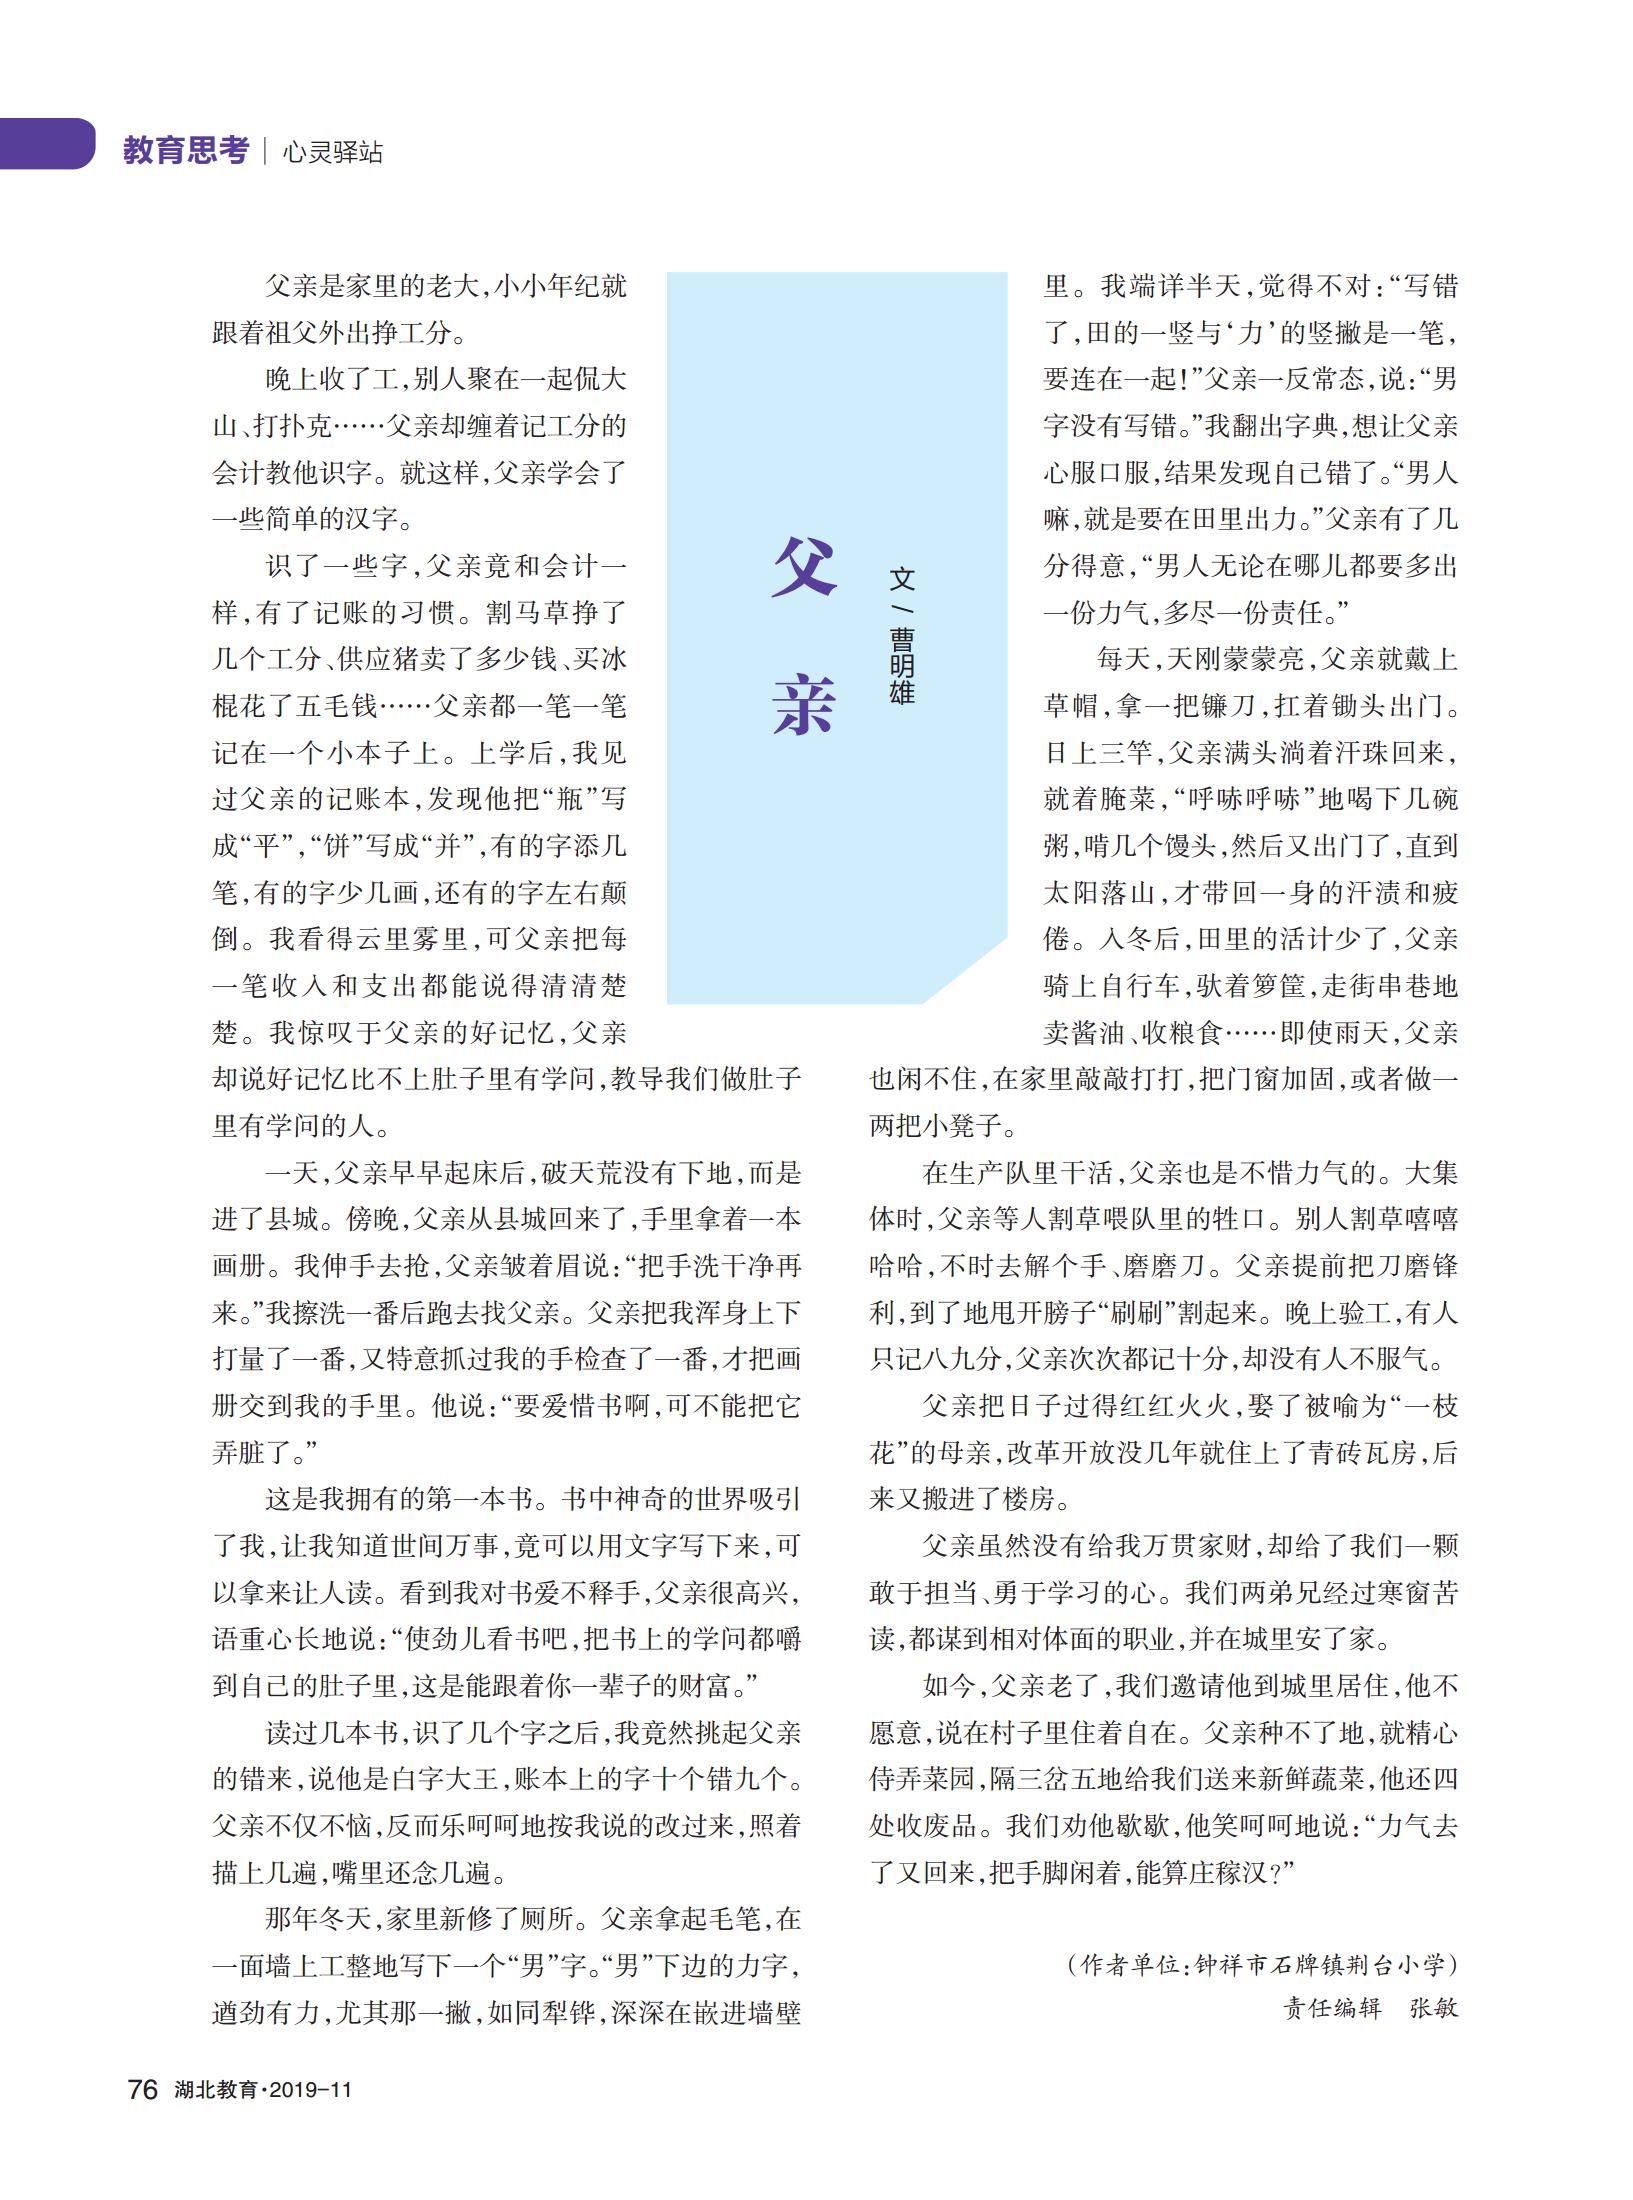 教育思考 | 心灵驿站
父亲
文/曹明雄
父亲是家里的老大，小小年纪就
跟着祖父外出挣工分。
晚上收了工，别人聚在一起侃大
山、打扑克……父亲却缠着记工分的
会计教他识字。就这样，父亲学会了
一些简单的汉字。
识了一些字，父亲竟和会计一
样，有了记账的习惯。割马草挣了
几个工分、供应猪卖了多少钱、买冰
棍花了五毛钱……父亲都一笔一笔
记在一个小本子上。上学后，我见
过父亲的记账本，发现他把“瓶”写
成“平”，“饼”写成“并”，有的字添几
笔，有的字少几画，还有的字左右颠
倒。我看得云里雾里，可父亲把每
一笔收入和支出都能说得清清楚
楚。我惊叹于父亲的好记忆，父亲
却说好记忆比不上肚子里有学问，教导我们做肚子
里有学问的人。
一天，父亲早早起床后，破天荒没有下地，而是
进了县城。傍晚，父亲从县城回来了，手里拿着一本
画册。我伸手去抢，父亲皱着眉说：“把手洗干净再
来。”我擦洗一番后跑去找父亲。父亲把我浑身上下
打量了一番，又特意抓过我的手检查了一番，才把画
册交到我的手里。他说：“要爱惜书啊，可不能把它
弄脏了。”
这是我拥有的第一本书。书中神奇的世界吸引
了我，让我知道世间万事，竟可以用文字写下来，可
以拿来让人读。看到我对书爱不释手，父亲很高兴，
语重心长地说：“使劲儿看书吧，把书上的学问都嚼
到自己的肚子里，这是能跟着你一辈子的财富。”
读过几本书，识了几个字之后，我竟然挑起父亲
的错来，说他是白字大王，账本上的字十个错九个。
父亲不仅不恼，反而乐呵呵地按我说的改过来，照着
描上几遍，嘴里还念几遍。
那年冬天，家里新修了厕所。父亲拿起毛笔，在
一面墙上工整地写下一个“男”字。“男”下边的力字，
遒劲有力，尤其那一撇，如同犁铧，深深在嵌进墙壁
里。我端详半天，觉得不对：“写错
了，田的一竖与‘力’的竖撇是一笔，
要连在一起！”父亲一反常态，说：“男
字没有写错。”我翻出字典，想让父亲
心服口服，结果发现自己错了。“男人
嘛，就是要在田里出力。”父亲有了几
分得意，“男人无论在哪儿都要多出
一份力气，多尽一份责任。”
每天，天刚蒙蒙亮，父亲就戴上
草帽，拿一把镰刀，扛着锄头出门。
日上三竿，父亲满头淌着汗珠回来，
就着腌菜，“呼哧呼哧”地喝下几碗
粥，啃几个馒头，然后又出门了，直到
太阳落山，才带回一身的汗渍和疲
倦。入冬后，田里的活计少了，父亲
骑上自行车，驮着箩筐，走街串巷地
卖酱油、收粮食……即使雨天，父亲
也闲不住，在家里敲敲打打，把门窗加固，或者做一
两把小凳子。
在生产队里干活，父亲也是不惜力气的。大集
体时，父亲等人割草喂队里的牲口。别人割草嘻嘻
哈哈，不时去解个手、磨磨刀。父亲提前把刀磨锋
利，到了地甩开膀子“刷刷”割起来。晚上验工，有人
只记八九分，父亲次次都记十分，却没有人不服气。
父亲把日子过得红红火火，娶了被喻为“一枝
花”的母亲，改革开放没几年就住上了青砖瓦房，后
来又搬进了楼房。
父亲虽然没有给我万贯家财，却给了我们一颗
敢于担当、勇于学习的心。我们两弟兄经过寒窗苦
读，都谋到相对体面的职业，并在城里安了家。
如今，父亲老了，我们邀请他到城里居住，他不
愿意，说在村子里住着自在。父亲种不了地，就精心
侍弄菜园，隔三岔五地给我们送来新鲜蔬菜，他还四
处收废品。我们劝他歇歇，他笑呵呵地说：“力气去
了又回来，把手脚闲着，能算庄稼汉？”
（作者单位：钟祥市石牌镇荆台小学）
责任编辑　张敏
76 湖北教育·2019-11